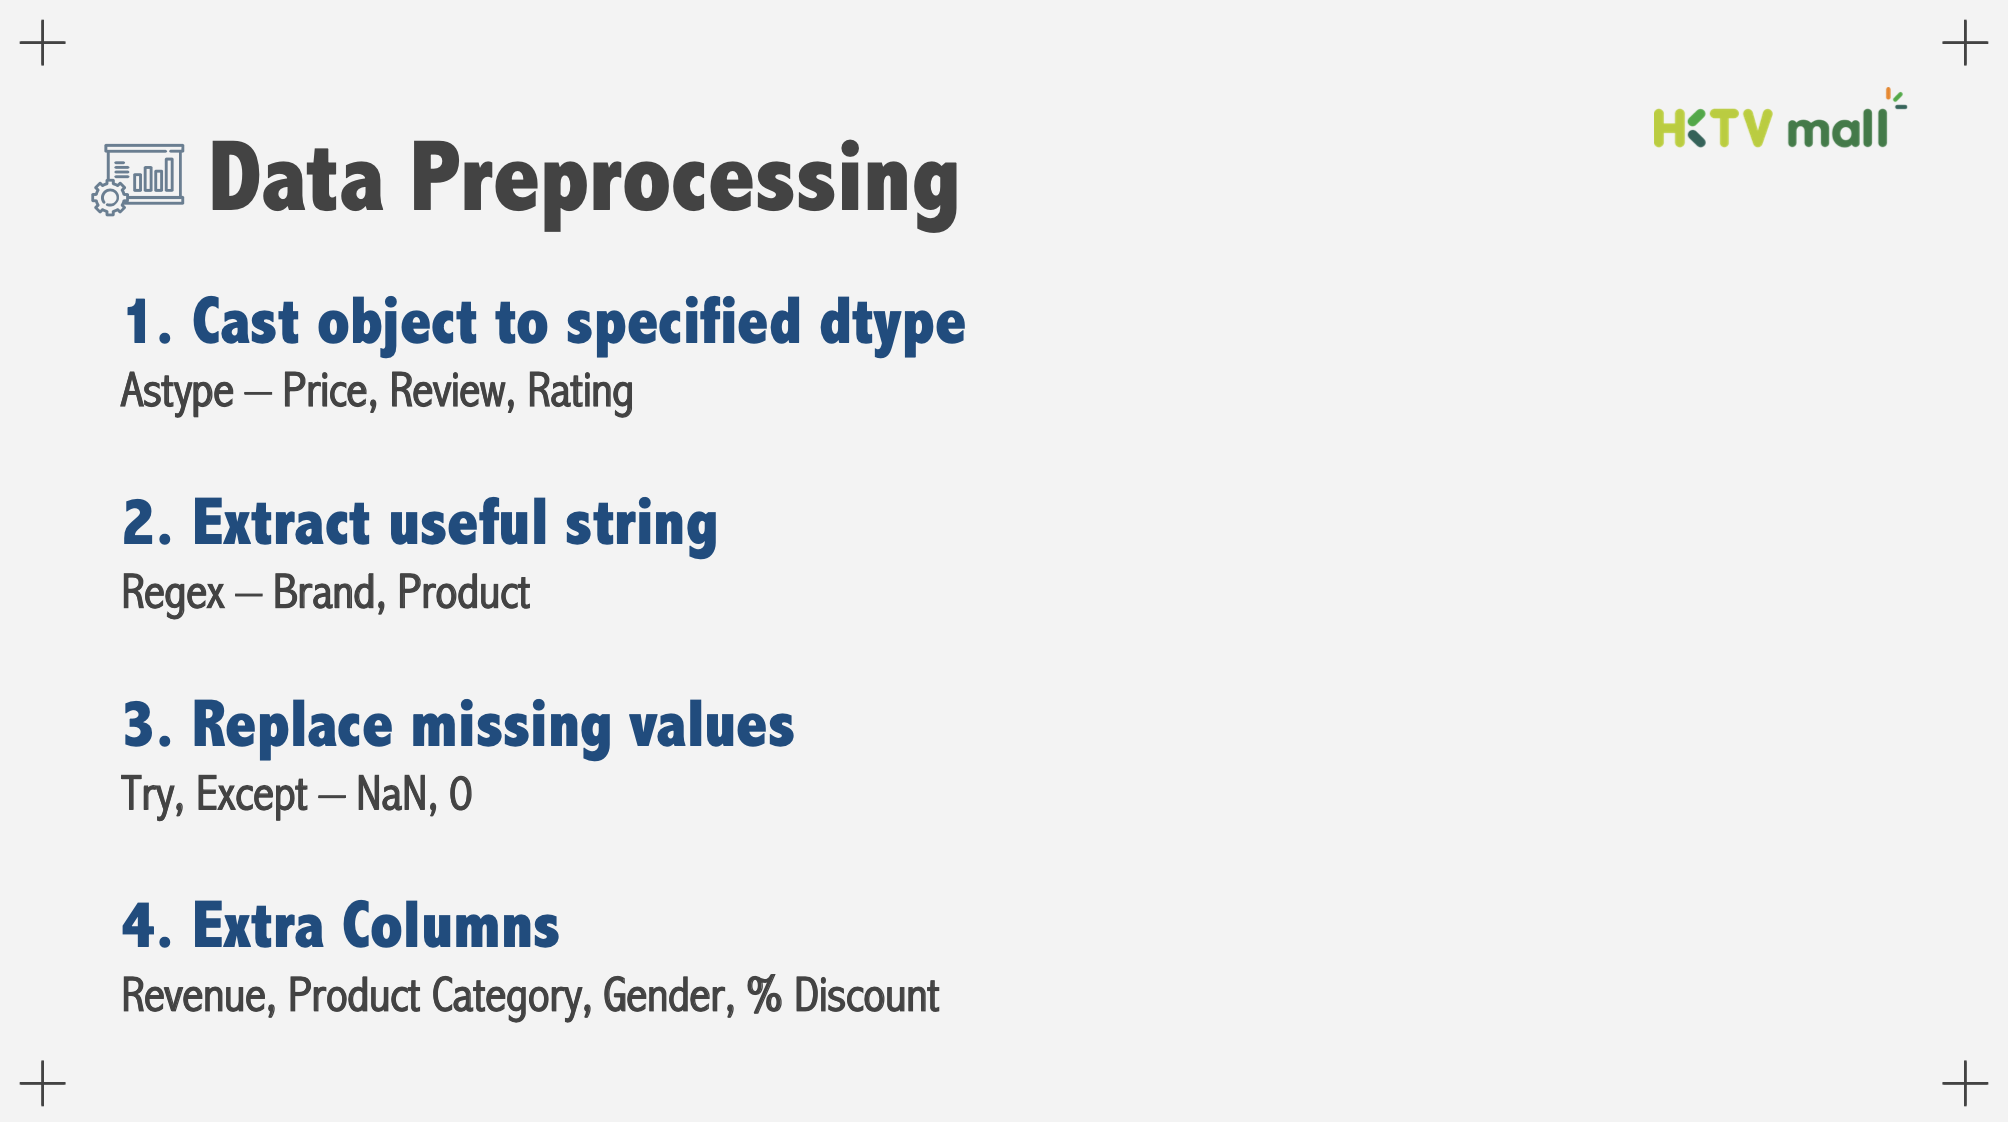 HKTV mall
Data Preprocessing
1. Cast object to specified dtype
Astype – Price, Review, Rating
2. Extract useful string
Regex – Brand, Product
3. Replace missing values
Try, Except – NaN, 0
4. Extra Columns
Revenue, Product Category, Gender, % Discount